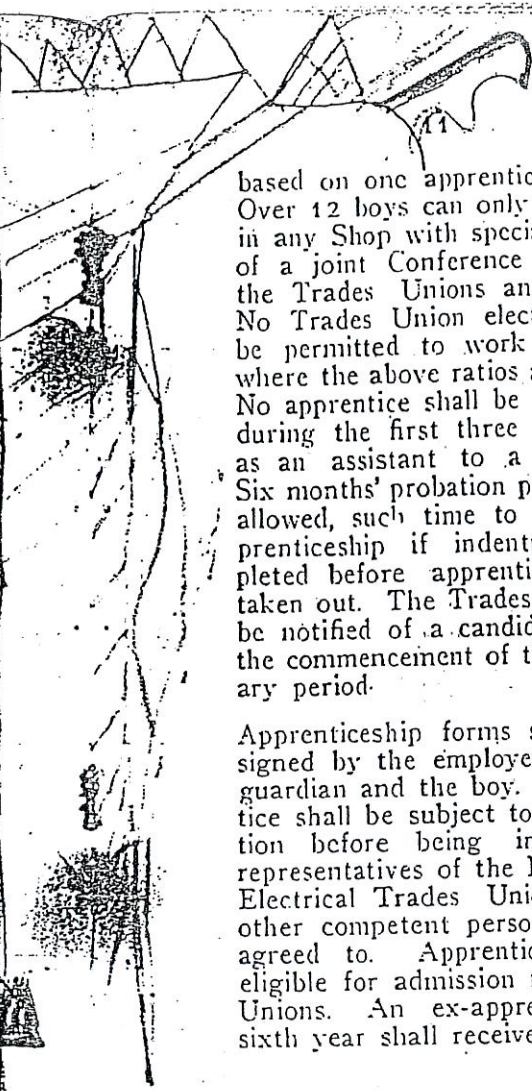 11
based on one apprentic
Over 12 boys can only
in any Shop with speci
of a joint Conference
the Trades Unions an
No Trades Union elec
be permitted to work
where the above ratios a
No apprentice shall be
during the first three
as an assistant to a
Six months' probation p
allowed, such time to
prenticeship if indent
pleted before apprenti
taken out. The Trades
be notified of a candid
the commencement of t
ary period.
Apprenticeship forms s
signed by the employe
guardian and the boy.
tice shall be subject to
tion before being in
representatives of the
Electrical Trades Uni
other competent perso
agreed to. Apprentic
eligible for admission
Unions. An ex-appre
sixth year shall receive